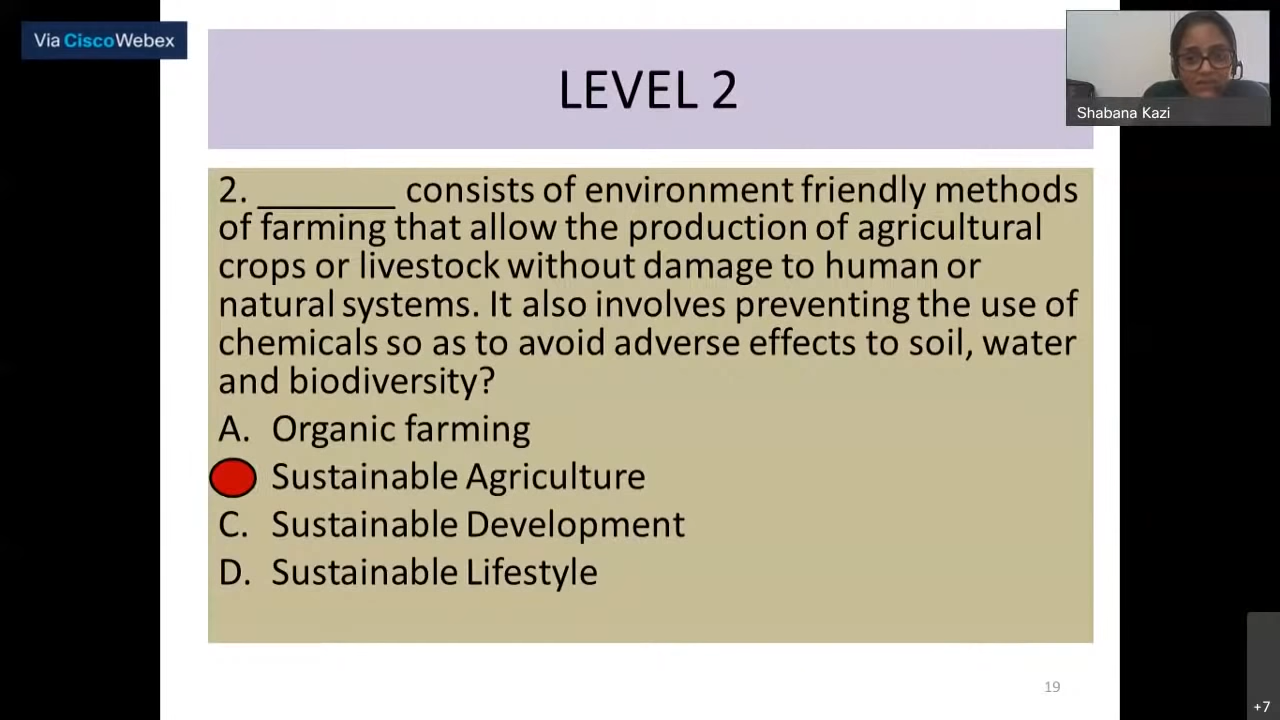 Via Cisco Webex
LEVEL 2
Shabana Kazi
2. _______ consists of environment friendly methods
of farming that allow the production of agricultural
crops or livestock without damage to human or
natural systems. It also involves preventing the use of
chemicals so as to avoid adverse effects to soil, water
and biodiversity?
A. Organic farming
Sustainable Agriculture
C. Sustainable Development
D. Sustainable Lifestyle
19
+7